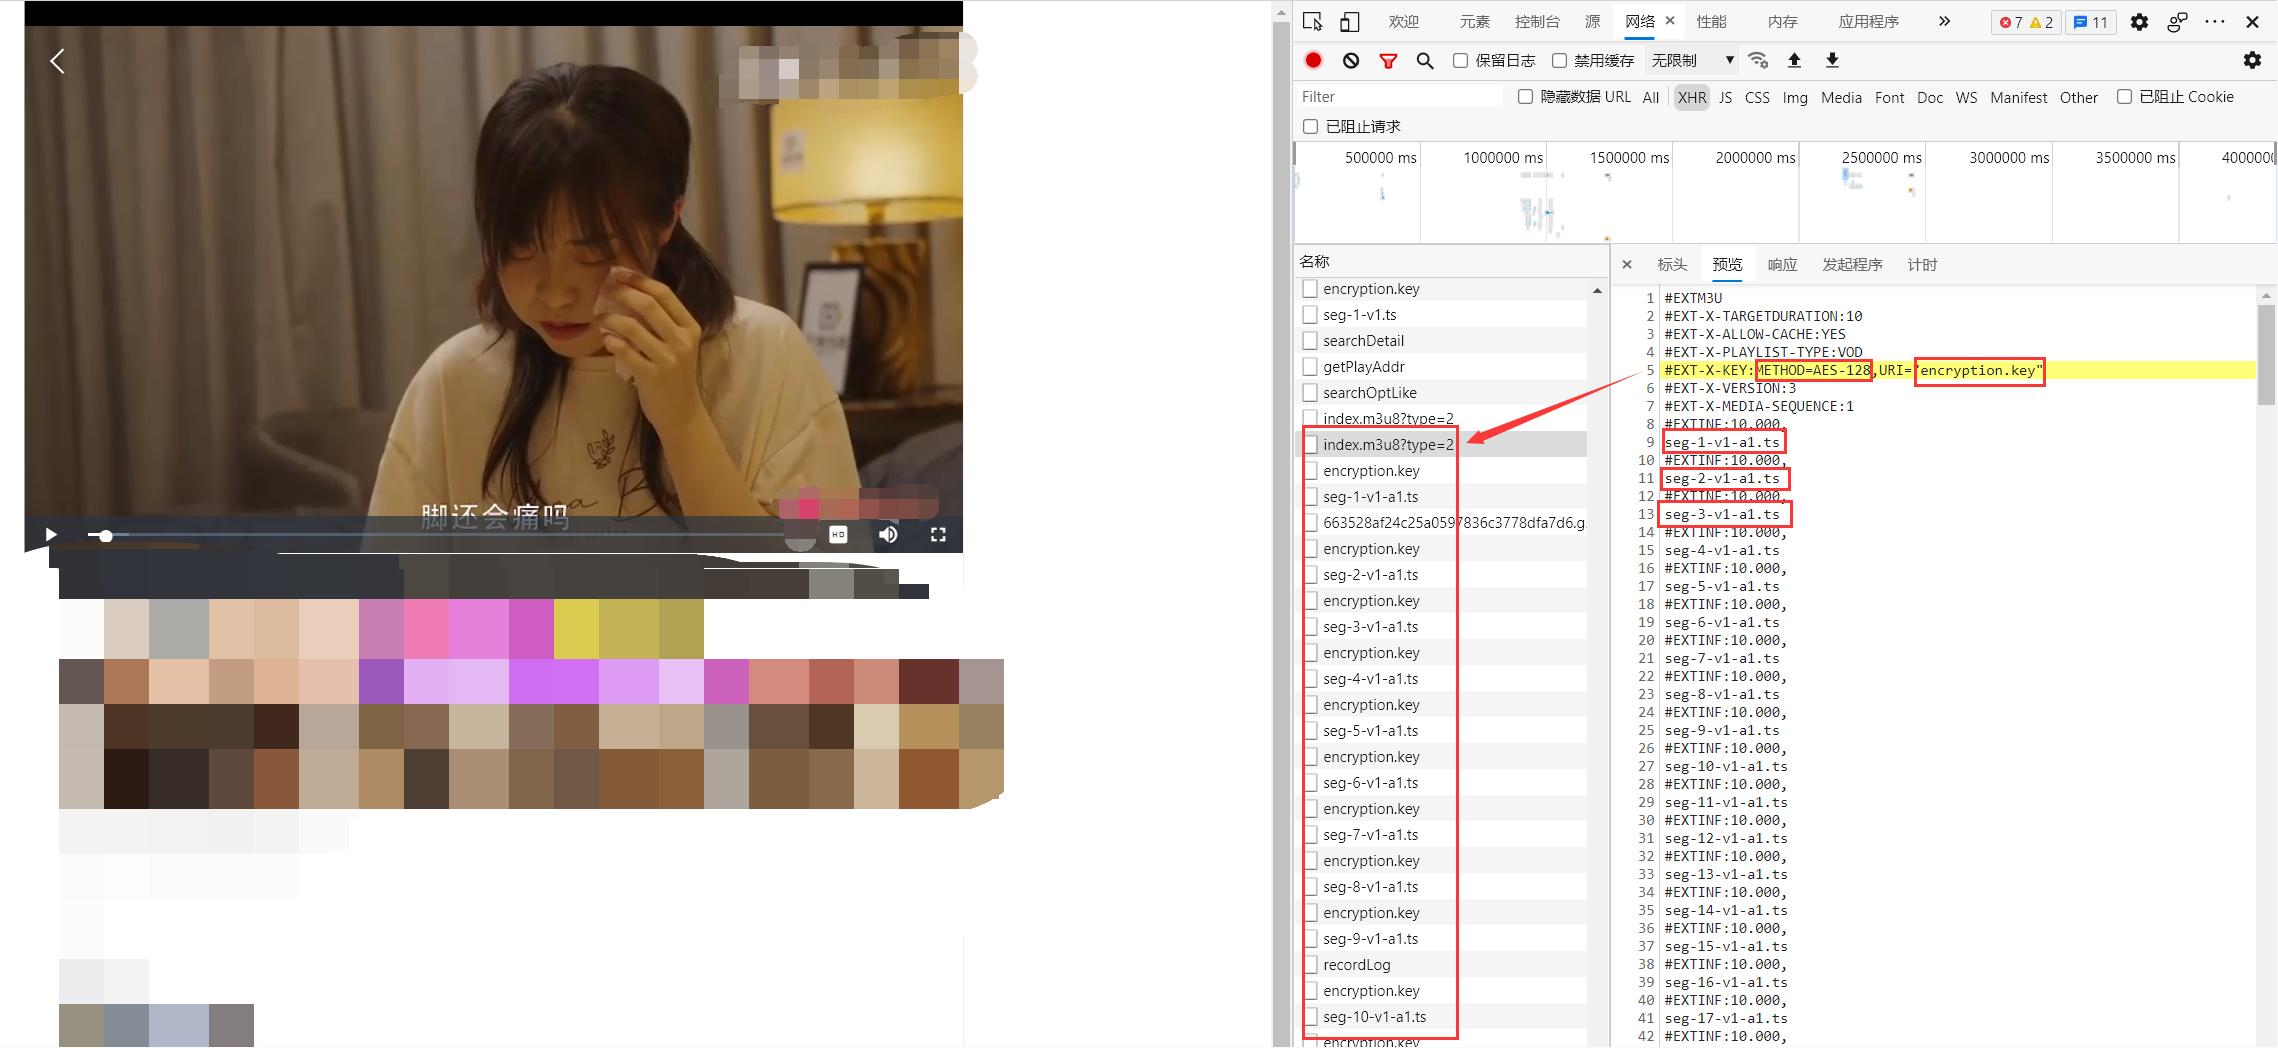 脚还会痛吗
HD
欢迎 元素 控制台 源 网络 性能 内存 应用程序 » 7 2 11
保留日志 禁用缓存 无限制
Filter 隐藏数据 URL All XHR JS CSS Img Media Font Doc WS Manifest Other 已阻止 Cookie
已阻止请求
500000 ms 1000000 ms 1500000 ms 2000000 ms 2500000 ms 3000000 ms 3500000 ms
名称
encryption.key
seg-1-v1.ts
searchDetail
getPlayAddr
searchOptLike
index.m3u8?type=2
index.m3u8?type=2
encryption.key
seg-1-v1-a1.ts
663528af24c25a0597836c3778dfa7d6.g.
encryption.key
seg-2-v1-a1.ts
encryption.key
seg-3-v1-a1.ts
encryption.key
seg-4-v1-a1.ts
encryption.key
seg-5-v1-a1.ts
encryption.key
seg-6-v1-a1.ts
encryption.key
seg-7-v1-a1.ts
encryption.key
seg-8-v1-a1.ts
encryption.key
seg-9-v1-a1.ts
recordLog
encryption.key
seg-10-v1-a1.ts
encryption.key
标头 预览 响应 发起程序 计时
1 #EXTM3U
2 #EXT-X-TARGETDURATION:10
3 #EXT-X-ALLOW-CACHE:YES
4 #EXT-X-PLAYLIST-TYPE:VOD
5 #EXT-X-KEY:METHOD=AES-128,URI="encryption.key"
6 #EXT-X-VERSION:3
7 #EXT-X-MEDIA-SEQUENCE:1
8 #EXTINF:10.000,
9 seg-1-v1-a1.ts
10 #EXTINF:10.000,
11 seg-2-v1-a1.ts
12 #EXTINF:10.000,
13 seg-3-v1-a1.ts
14 #EXTINF:10.000,
15 seg-4-v1-a1.ts
16 #EXTINF:10.000,
17 seg-5-v1-a1.ts
18 #EXTINF:10.000,
19 seg-6-v1-a1.ts
20 #EXTINF:10.000,
21 seg-7-v1-a1.ts
22 #EXTINF:10.000,
23 seg-8-v1-a1.ts
24 #EXTINF:10.000,
25 seg-9-v1-a1.ts
26 #EXTINF:10.000,
27 seg-10-v1-a1.ts
28 #EXTINF:10.000,
29 seg-11-v1-a1.ts
30 #EXTINF:10.000,
31 seg-12-v1-a1.ts
32 #EXTINF:10.000,
33 seg-13-v1-a1.ts
34 #EXTINF:10.000,
35 seg-14-v1-a1.ts
36 #EXTINF:10.000,
37 seg-15-v1-a1.ts
38 #EXTINF:10.000,
39 seg-16-v1-a1.ts
40 #EXTINF:10.000,
41 seg-17-v1-a1.ts
42 #EXTINF:10.000,